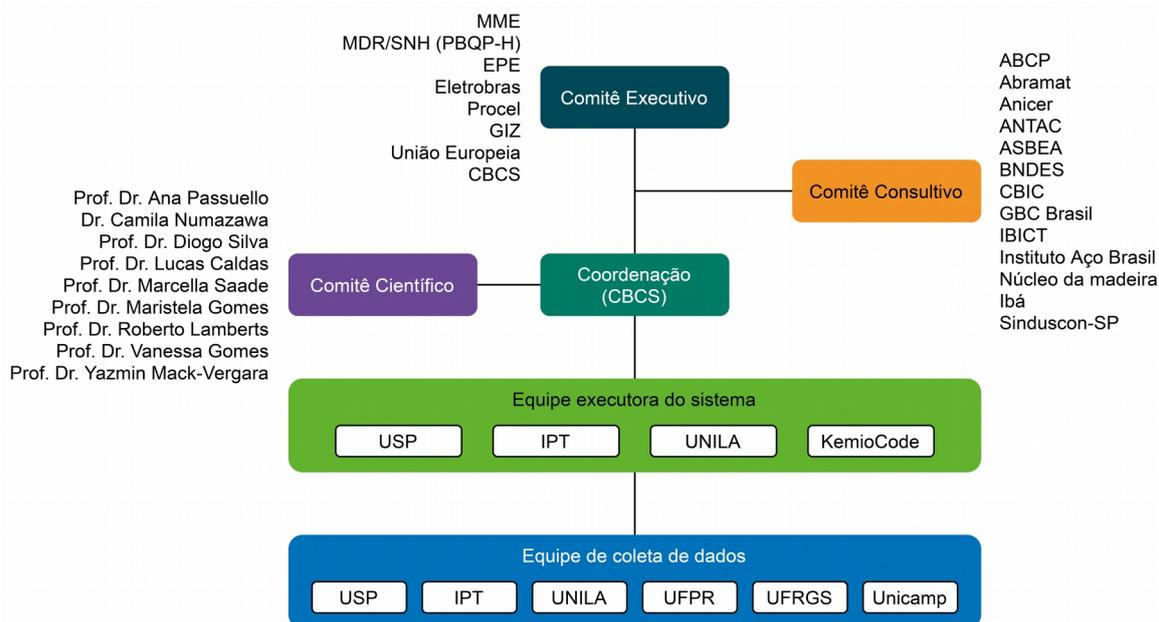 MME
MDR/SNH (PBQP-H)
EPE
Eletrobras
Procel
GIZ
União Europeia
CBCS
Comitê Executivo
ABCP
Abramat
Anicer
ANTAC
ASBEA
BNDES
CBIC
GBC Brasil
IBICT
Instituto Aço Brasil
Núcleo da madeira
Ibá
Sinduscon-SP
Comitê Consultivo
Prof. Dr. Ana Passuello
Dr. Camila Numazawa
Prof. Dr. Diogo Silva
Prof. Dr. Lucas Caldas
Prof. Dr. Marcella Saade
Prof. Dr. Maristela Gomes
Prof. Dr. Roberto Lamberts
Prof. Dr. Vanessa Gomes
Prof. Dr. Yazmin Mack-Vergara
Comitê Científico
Coordenação
(CBCS)
Equipe executora do sistema
USP
IPT
UNILA
KemioCode
Equipe de coleta de dados
USP
IPT
UNILA
UFPR
UFRGS
Unicamp